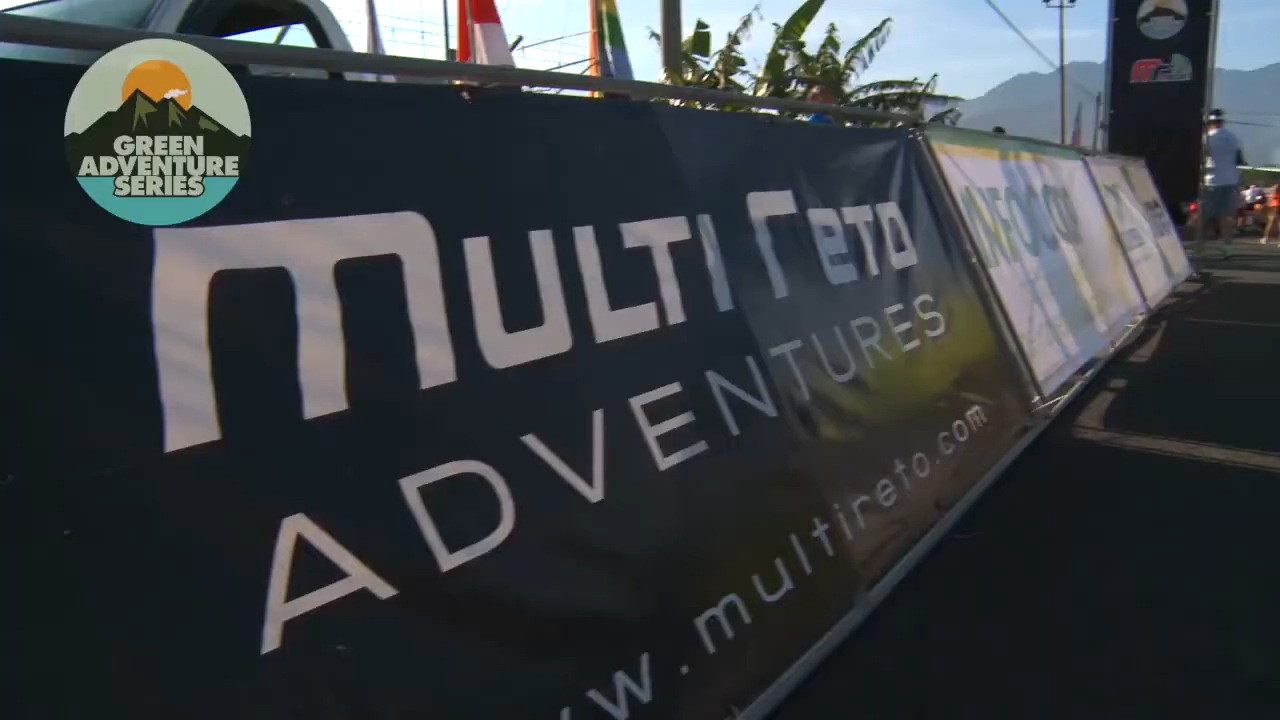 GREEN
ADVENTURE
SERIES
MULTI RETO
ADVENTURES
w.multireto.com